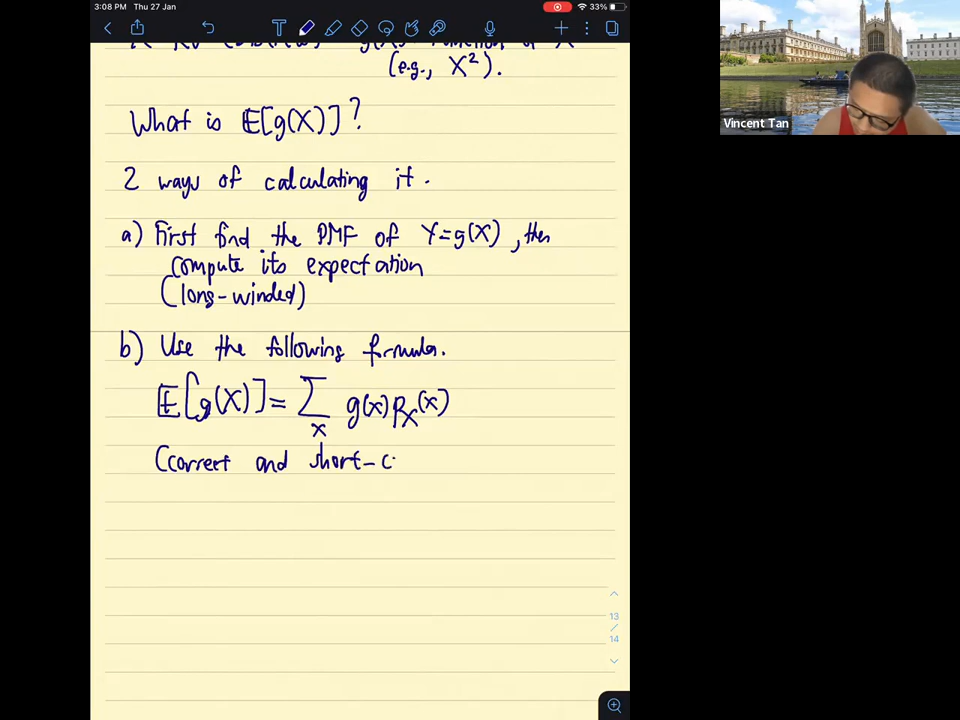 3:08 PM Thu 27 Jan
33%
(e.g., X²).
What is E[g(X)]?
2 ways of calculating it.
a) First find the PMF of Y=g(X), then
compute its expectation
(long-winded)
b) Use the following formula.
E[g(X)] = ∑ g(x) Px(x)
x
(correct and short-c
13
/
14
Vincent Tan